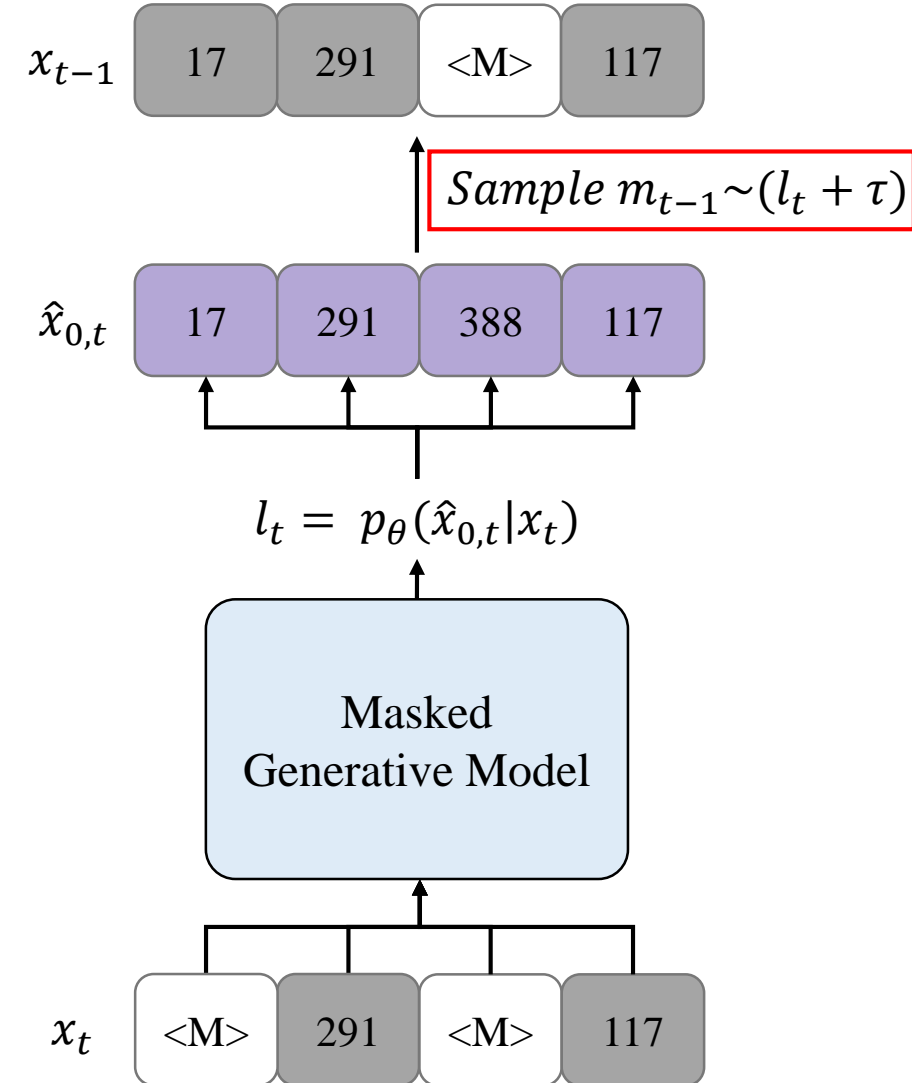 x_{t−1} 17 291 <M> 117
Sample m_{t−1}~(l_t + τ)
x̂_{0,t} 17 291 388 117
l_t = p_θ(x̂_{0,t}|x_t)
Masked
Generative Model
x_t <M> 291 <M> 117